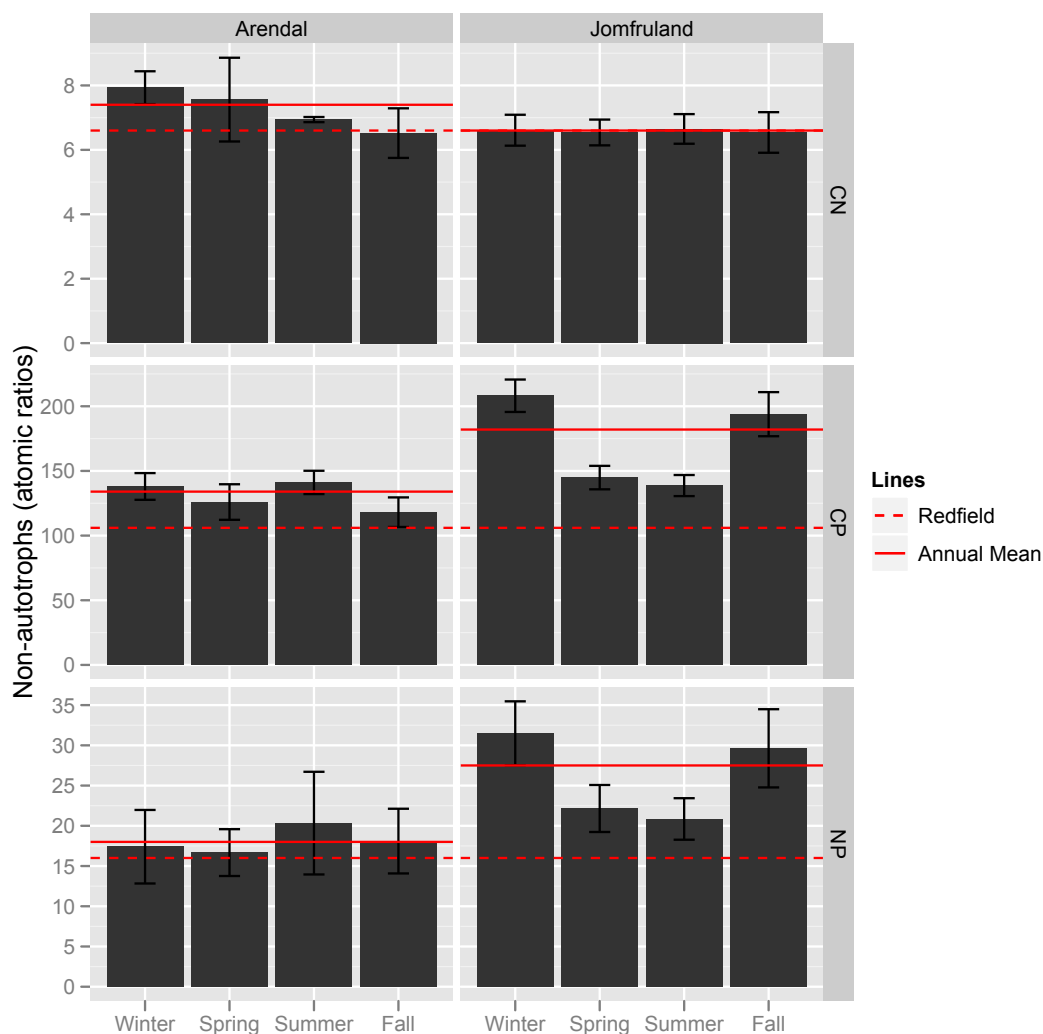 Arendal
Jomfruland
8
6
4
2
0
CN
200
150
100
50
0
CP
35
30
25
20
15
10
5
0
NP
Non-autotrophs (atomic ratios)
Winter Spring Summer Fall
Winter Spring Summer Fall
Lines
Redfield
Annual Mean